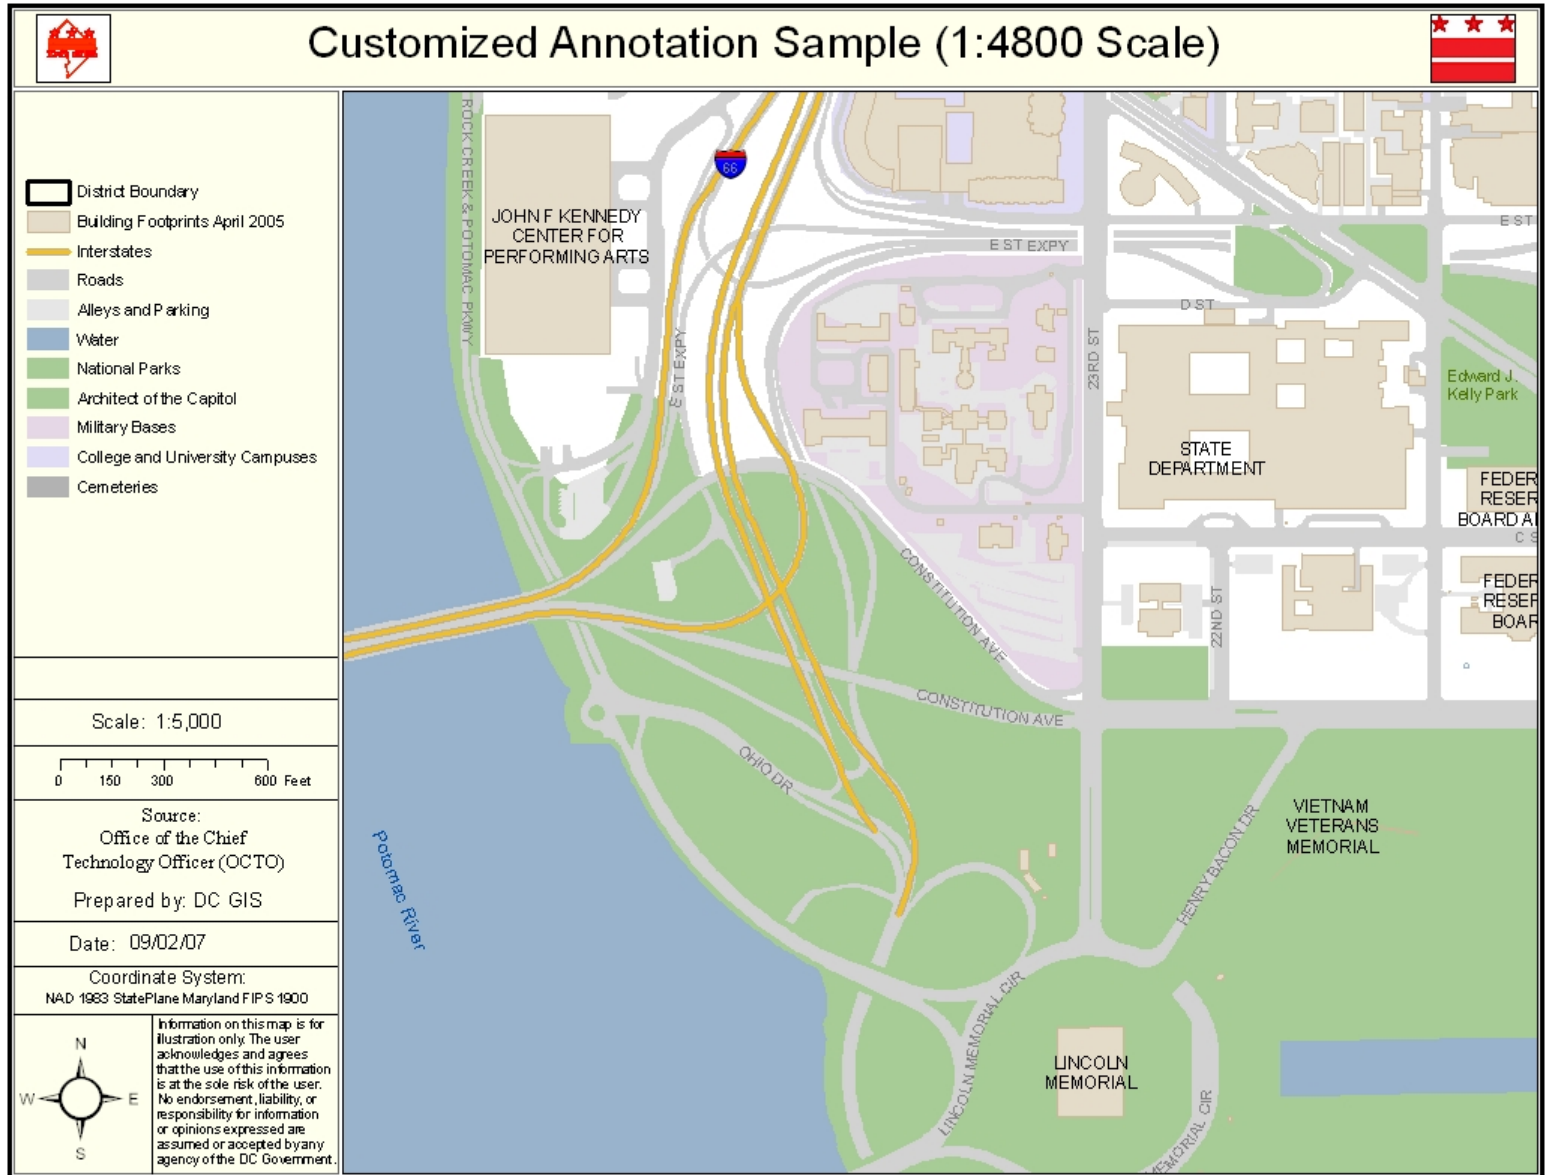 Customized Annotation Sample (1:4800 Scale)
District Boundary
Building Footprints April 2005
Interstates
Roads
Alleys and Parking
Water
National Parks
Architect of the Capitol
Military Bases
College and University Campuses
Cemeteries
Scale: 1:5,000
0 150 300 600 Feet
Source:
Office of the Chief
Technology Officer (OCTO)
Prepared by: DC GIS
Date: 09/02/07
Coordinate System:
NAD 1983 StatePlane Maryland FIPS 1900
N
W E
S
Information on this map is for
illustration only. The user
acknowledges and agrees
that the use of this information
is at the sole risk of the user.
No endorsement, liability, or
responsibility for information
or opinions expressed are
assumed or accepted by any
agency of the DC Government.
ROCK CREEK & POTOMAC PKWY
66
JOHN F KENNEDY
CENTER FOR
PERFORMING ARTS
E ST EXPY
E ST EXPY
E ST
D ST
23RD ST
Edward J.
Kelly Park
STATE
DEPARTMENT
FEDER
RESER
BOARD A
C S
FEDER
RESER
BOAR
22ND ST
CONSTITUTION AVE
CONSTITUTION AVE
OHIO DR
Potomac River
HENRY BACON DR
VIETNAM
VETERANS
MEMORIAL
LINCOLN MEMORIAL CIR
LINCOLN
MEMORIAL
MEMORIAL CIR